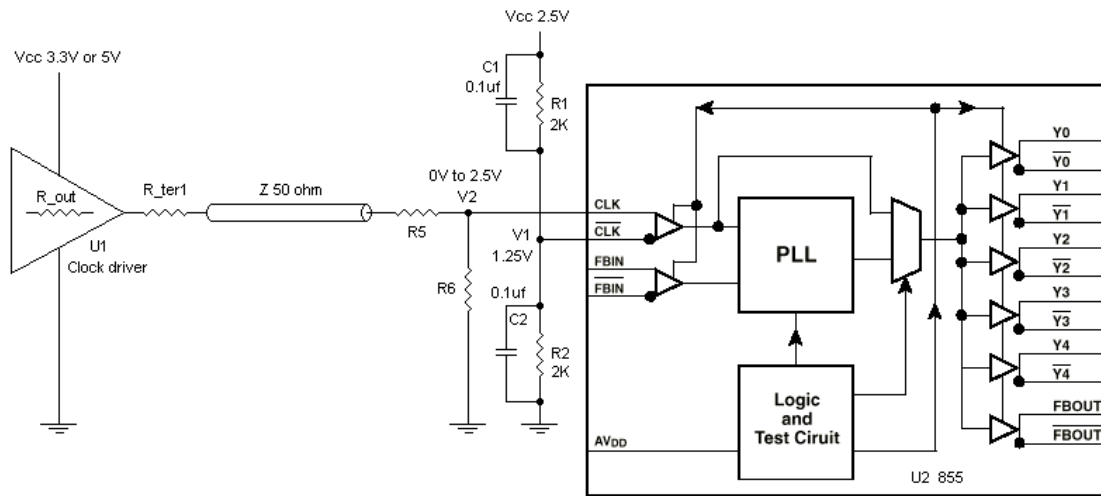 Vcc 2.5V
Vcc 3.3V or 5V
C1
0.1uf
R1
2K
R_out
R_ter1
Z 50 ohm
0V to 2.5V
V2
R5
U1
Clock driver
V1
1.25V
R6
0.1uf
C2
R2
2K
CLK
CLK
FBIN
FBIN
AVDD
PLL
Logic
and
Test Ciruit
Y0
Y0
Y1
Y1
Y2
Y2
Y3
Y3
Y4
Y4
FBOUT
FBOUT
U2 855